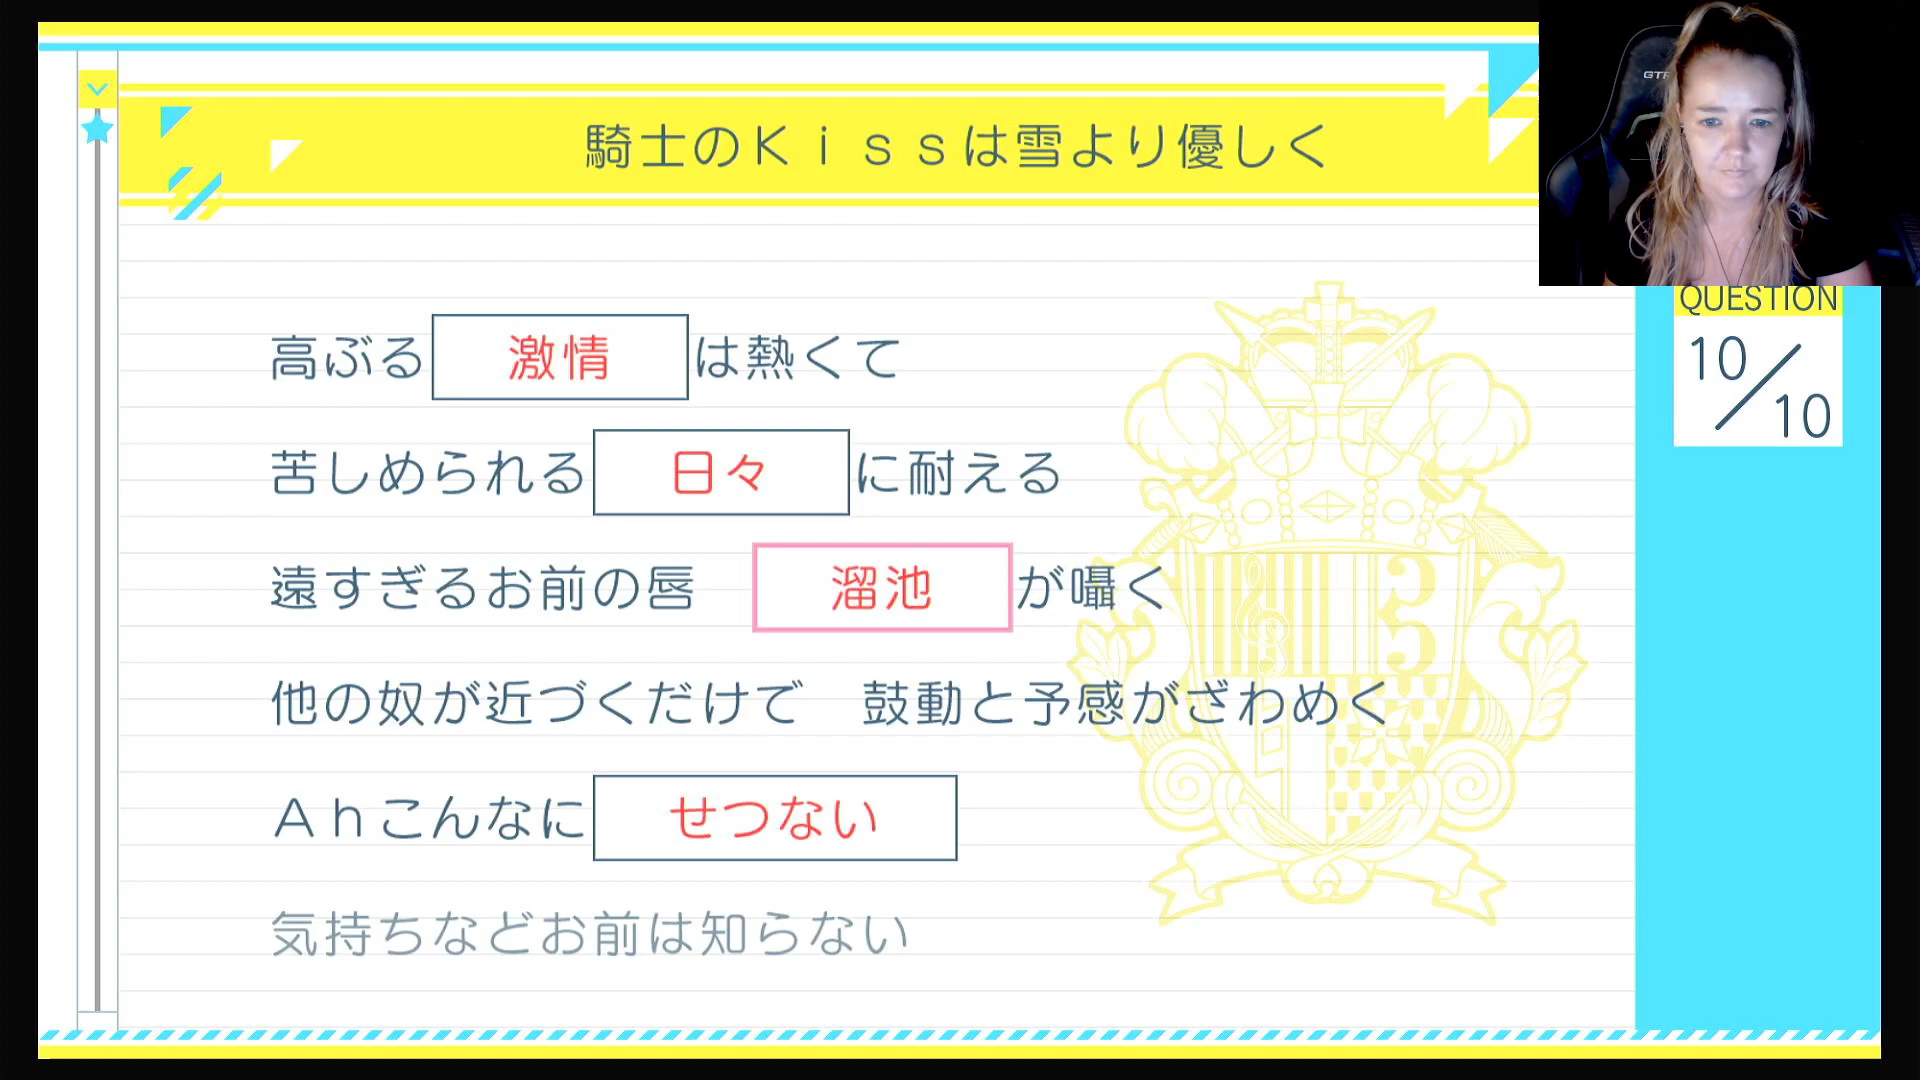 騎士のＫｉｓｓは雪より優しく
GTR
QUESTION
10/10
高ぶる 激情 は熱くて
苦しめられる 日々 に耐える
遠すぎるお前の唇　溜池 が囁く
他の奴が近づくだけで　鼓動と予感がざわめく
Ａｈこんなに せつない
気持ちなどお前は知らない